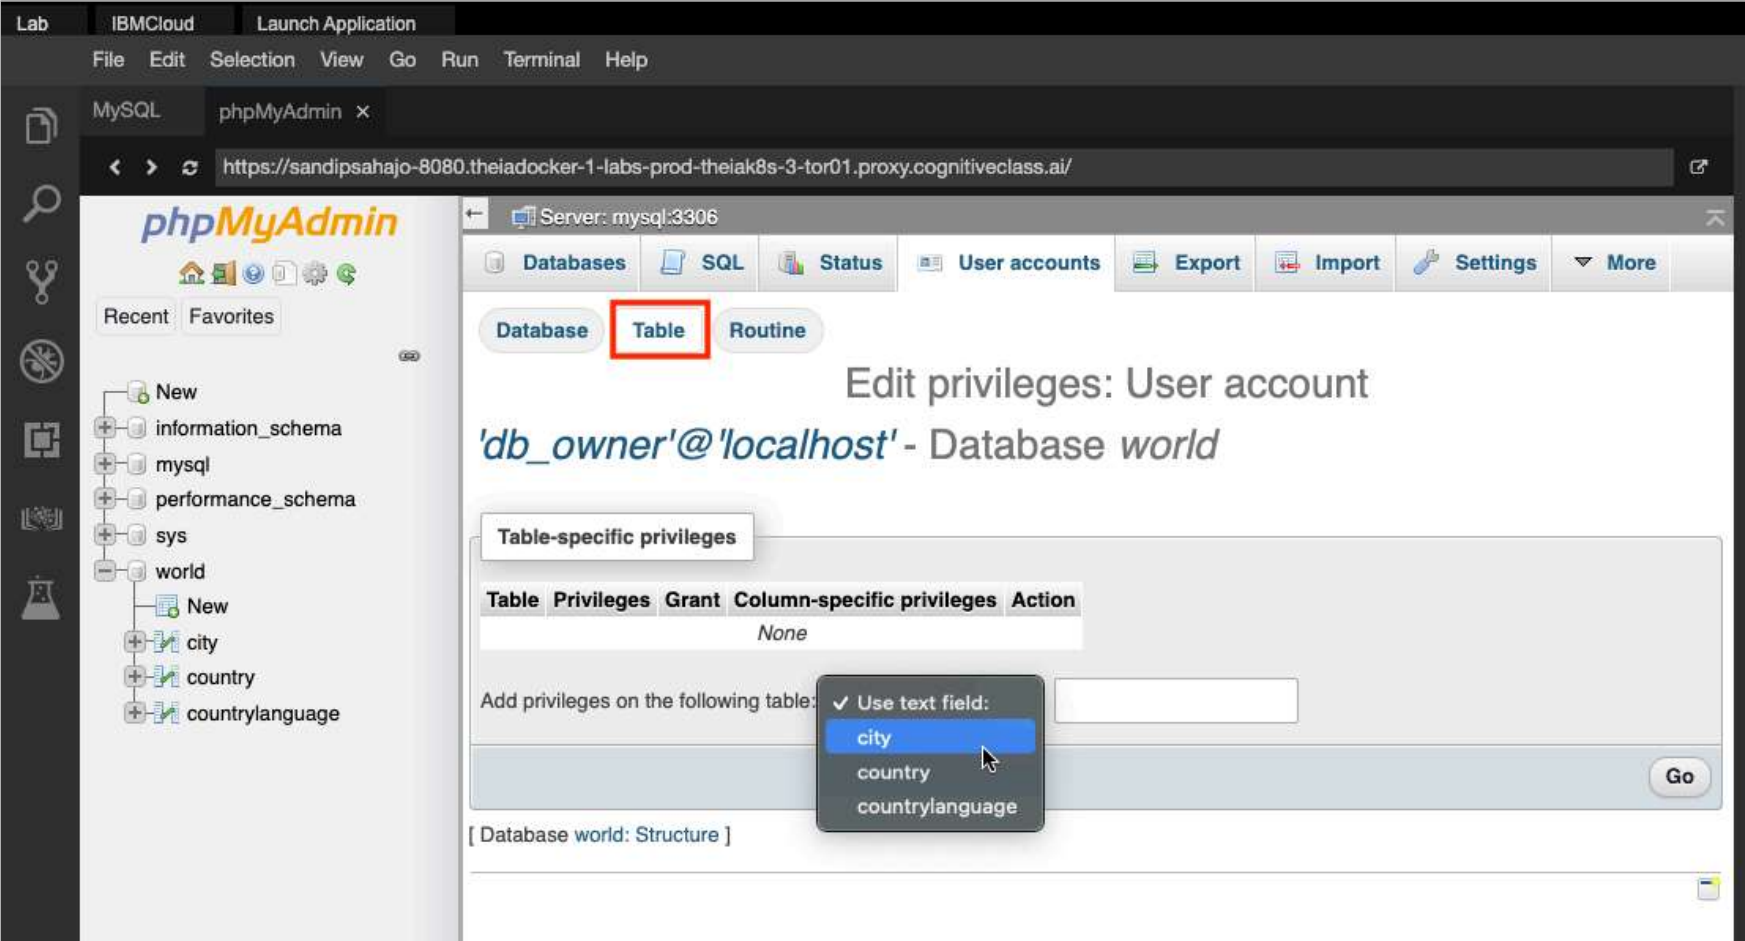 Lab IBMCloud Launch Application
File Edit Selection View Go Run Terminal Help
MySQL phpMyAdmin ×
https://sandipsahajo-8080.theiadocker-1-labs-prod-theiak8s-3-tor01.proxy.cognitiveclass.ai/
phpMyAdmin
Recent Favorites
New
information_schema
mysql
performance_schema
sys
world
New
city
country
countrylanguage
Server: mysql:3306
Databases SQL Status User accounts Export Import Settings More
Database Table Routine
Edit privileges: User account
'db_owner'@'localhost' - Database world
Table-specific privileges
Table Privileges Grant Column-specific privileges Action
None
Add privileges on the following table: ✓ Use text field:
city
country
countrylanguage
Go
[ Database world: Structure ]